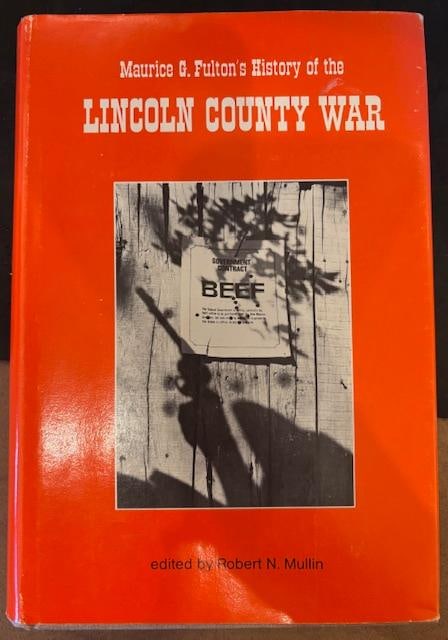 Maurice G. Fulton's History of the
LINCOLN COUNTY WAR
GOVERNMENT
CONTRACT
BEEF
edited by Robert N. Mullin